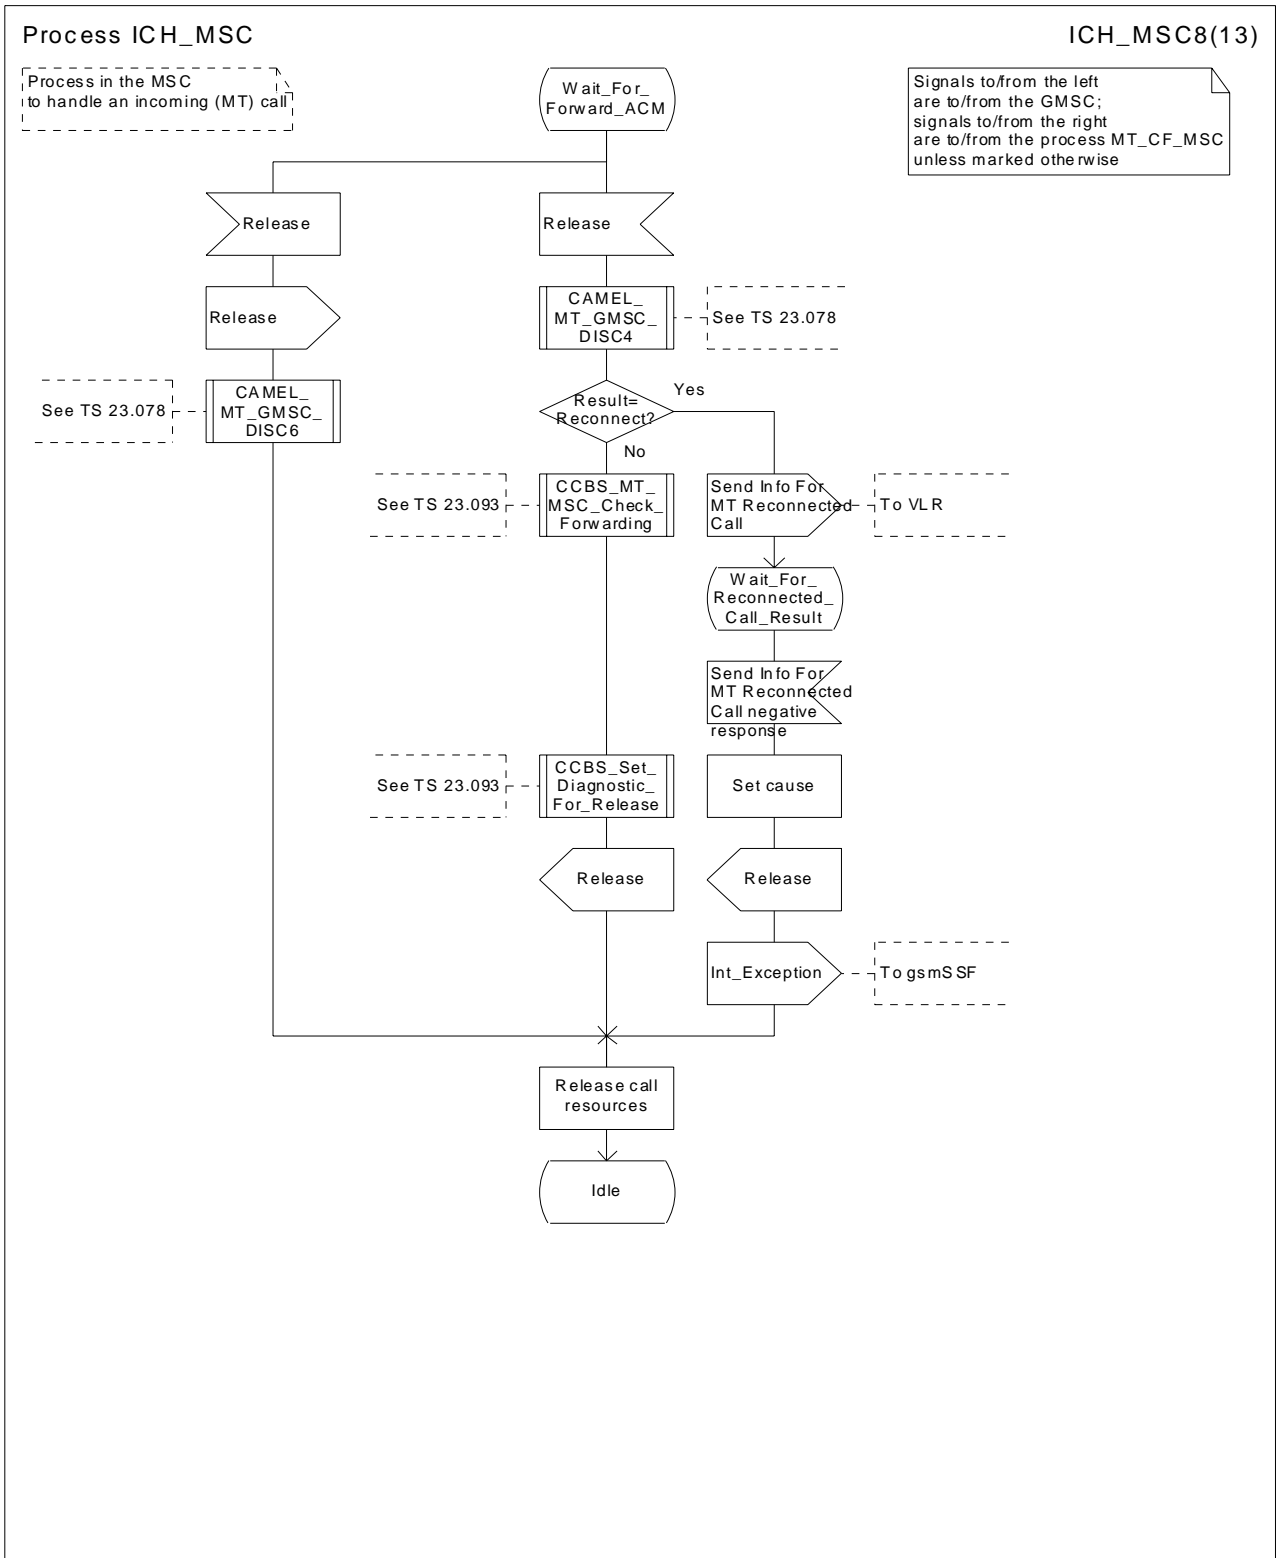 Process ICH_MSC
ICH_MSC8(13)
Process in the MSC
to handle an incoming (MT) call
Wait_For_
Forward_ACM
Signals to/from the left
are to/from the GMSC;
signals to/from the right
are to/from the process MT_CF_MSC
unless marked otherwise
Release
Release
Release
CAMEL_
MT_GMSC_
DISC4
See TS 23.078
See TS 23.078
CAMEL_
MT_GMSC_
DISC6
Result=
Reconnect?
Yes
No
See TS 23.093
CCBS_MT_
MSC_Check_
Forwarding
Send Info For
MT Reconnected
Call
To VLR
Wait_For_
Reconnected_
Call_Result
Send Info For
MT Reconnected
Call negative
response
See TS 23.093
CCBS_Set_
Diagnostic_
For_Release
Set cause
Release
Release
Int_Exception
To gsmSSF
Release call
resources
Idle